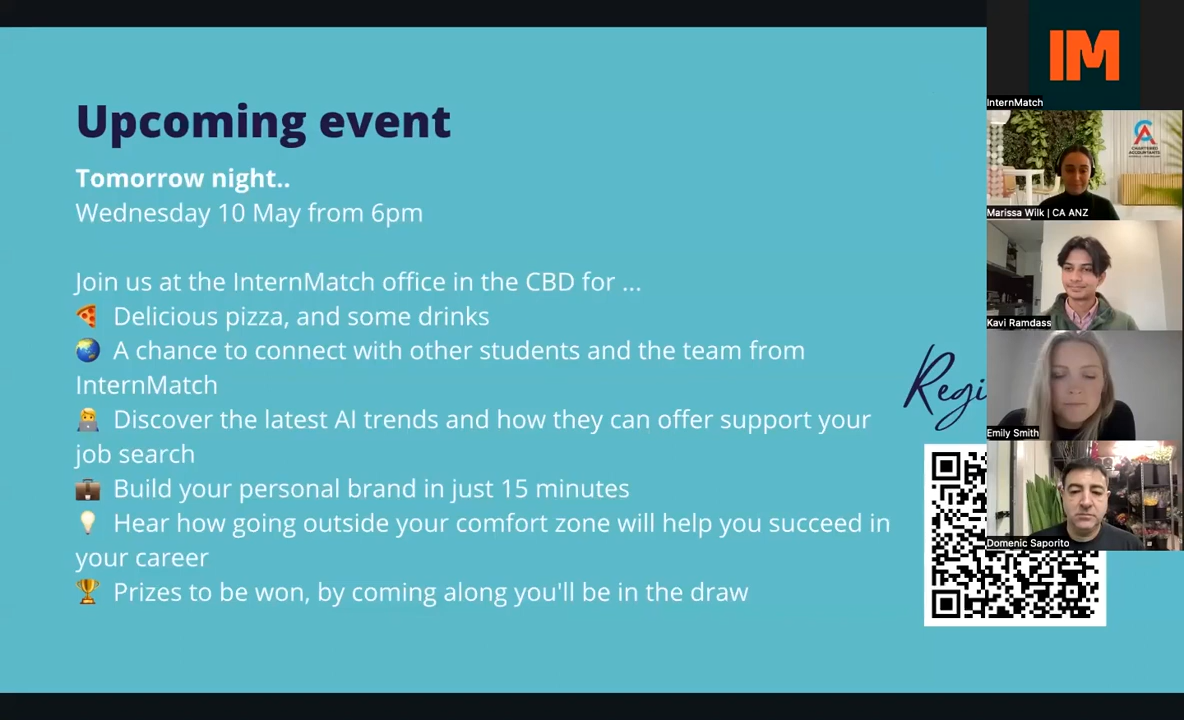 Upcoming event
Tomorrow night..
Wednesday 10 May from 6pm
Join us at the InternMatch office in the CBD for ...
Delicious pizza, and some drinks
A chance to connect with other students and the team from
InternMatch
Discover the latest AI trends and how they can offer support your
job search
Build your personal brand in just 15 minutes
Hear how going outside your comfort zone will help you succeed in
your career
Prizes to be won, by coming along you'll be in the draw
Regi
IM
InternMatch
CA
CHARTERED
ACCOUNTANTS
Marissa Wilk | CA ANZ
Kavi Ramdass
Emily Smith
Domenic Saporito